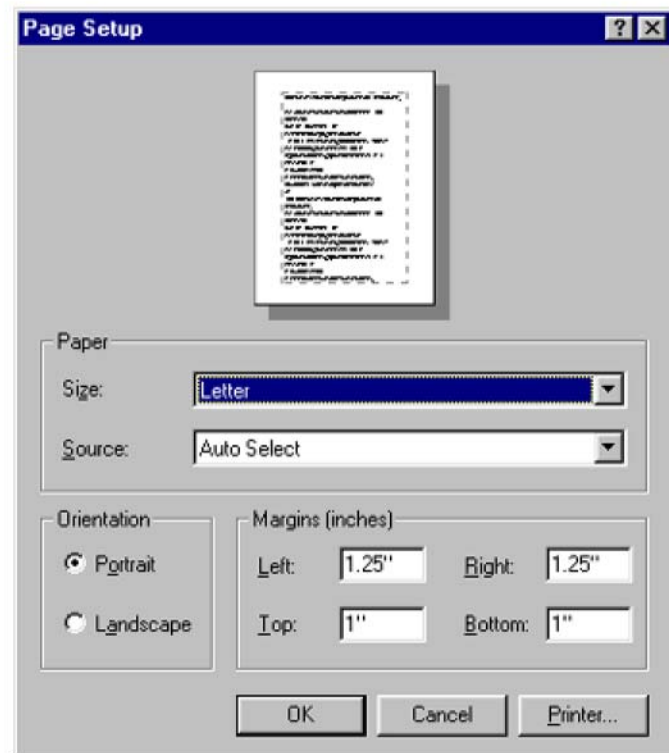 Page Setup
Paper
Size: Letter
Source: Auto Select
Orientation
Portrait
Landscape
Margins (inches)
Left: 1.25" Right: 1.25"
Top: 1" Bottom: 1"
OK Cancel Printer...